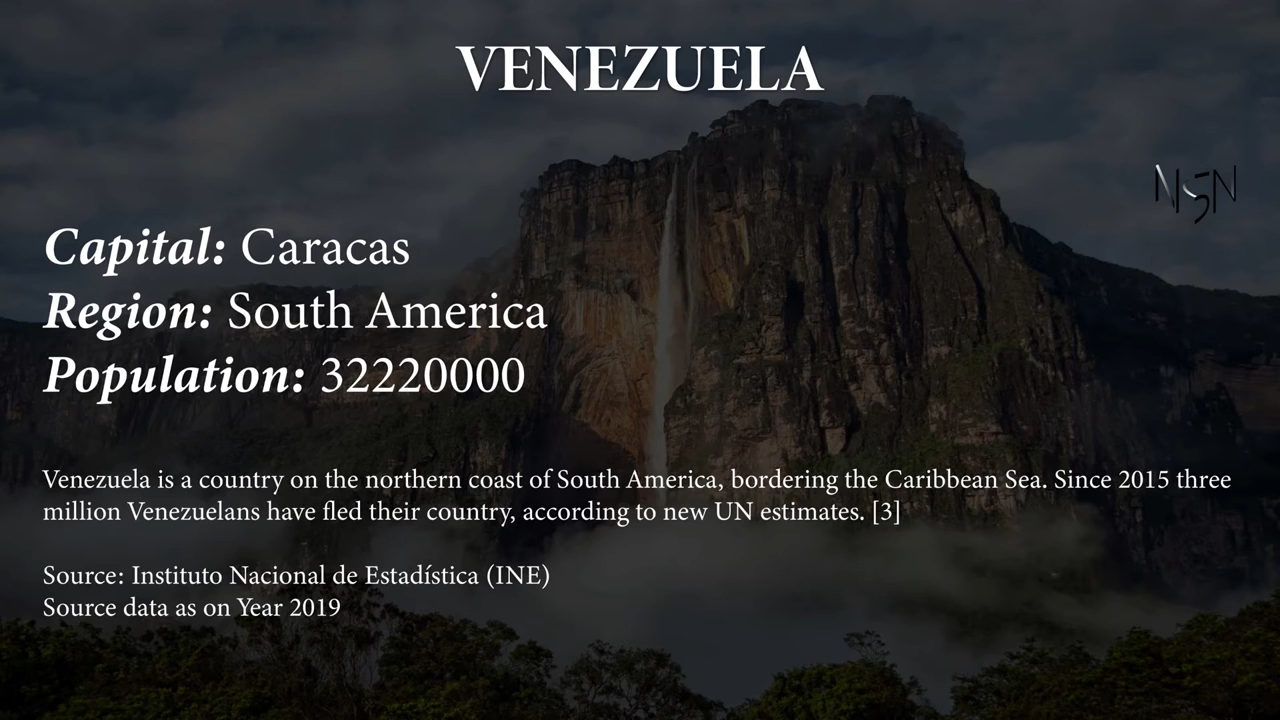 VENEZUELA
NSN
Capital: Caracas
Region: South America
Population: 32220000
Venezuela is a country on the northern coast of South America, bordering the Caribbean Sea. Since 2015 three
million Venezuelans have fled their country, according to new UN estimates. [3]
Source: Instituto Nacional de Estadística (INE)
Source data as on Year 2019